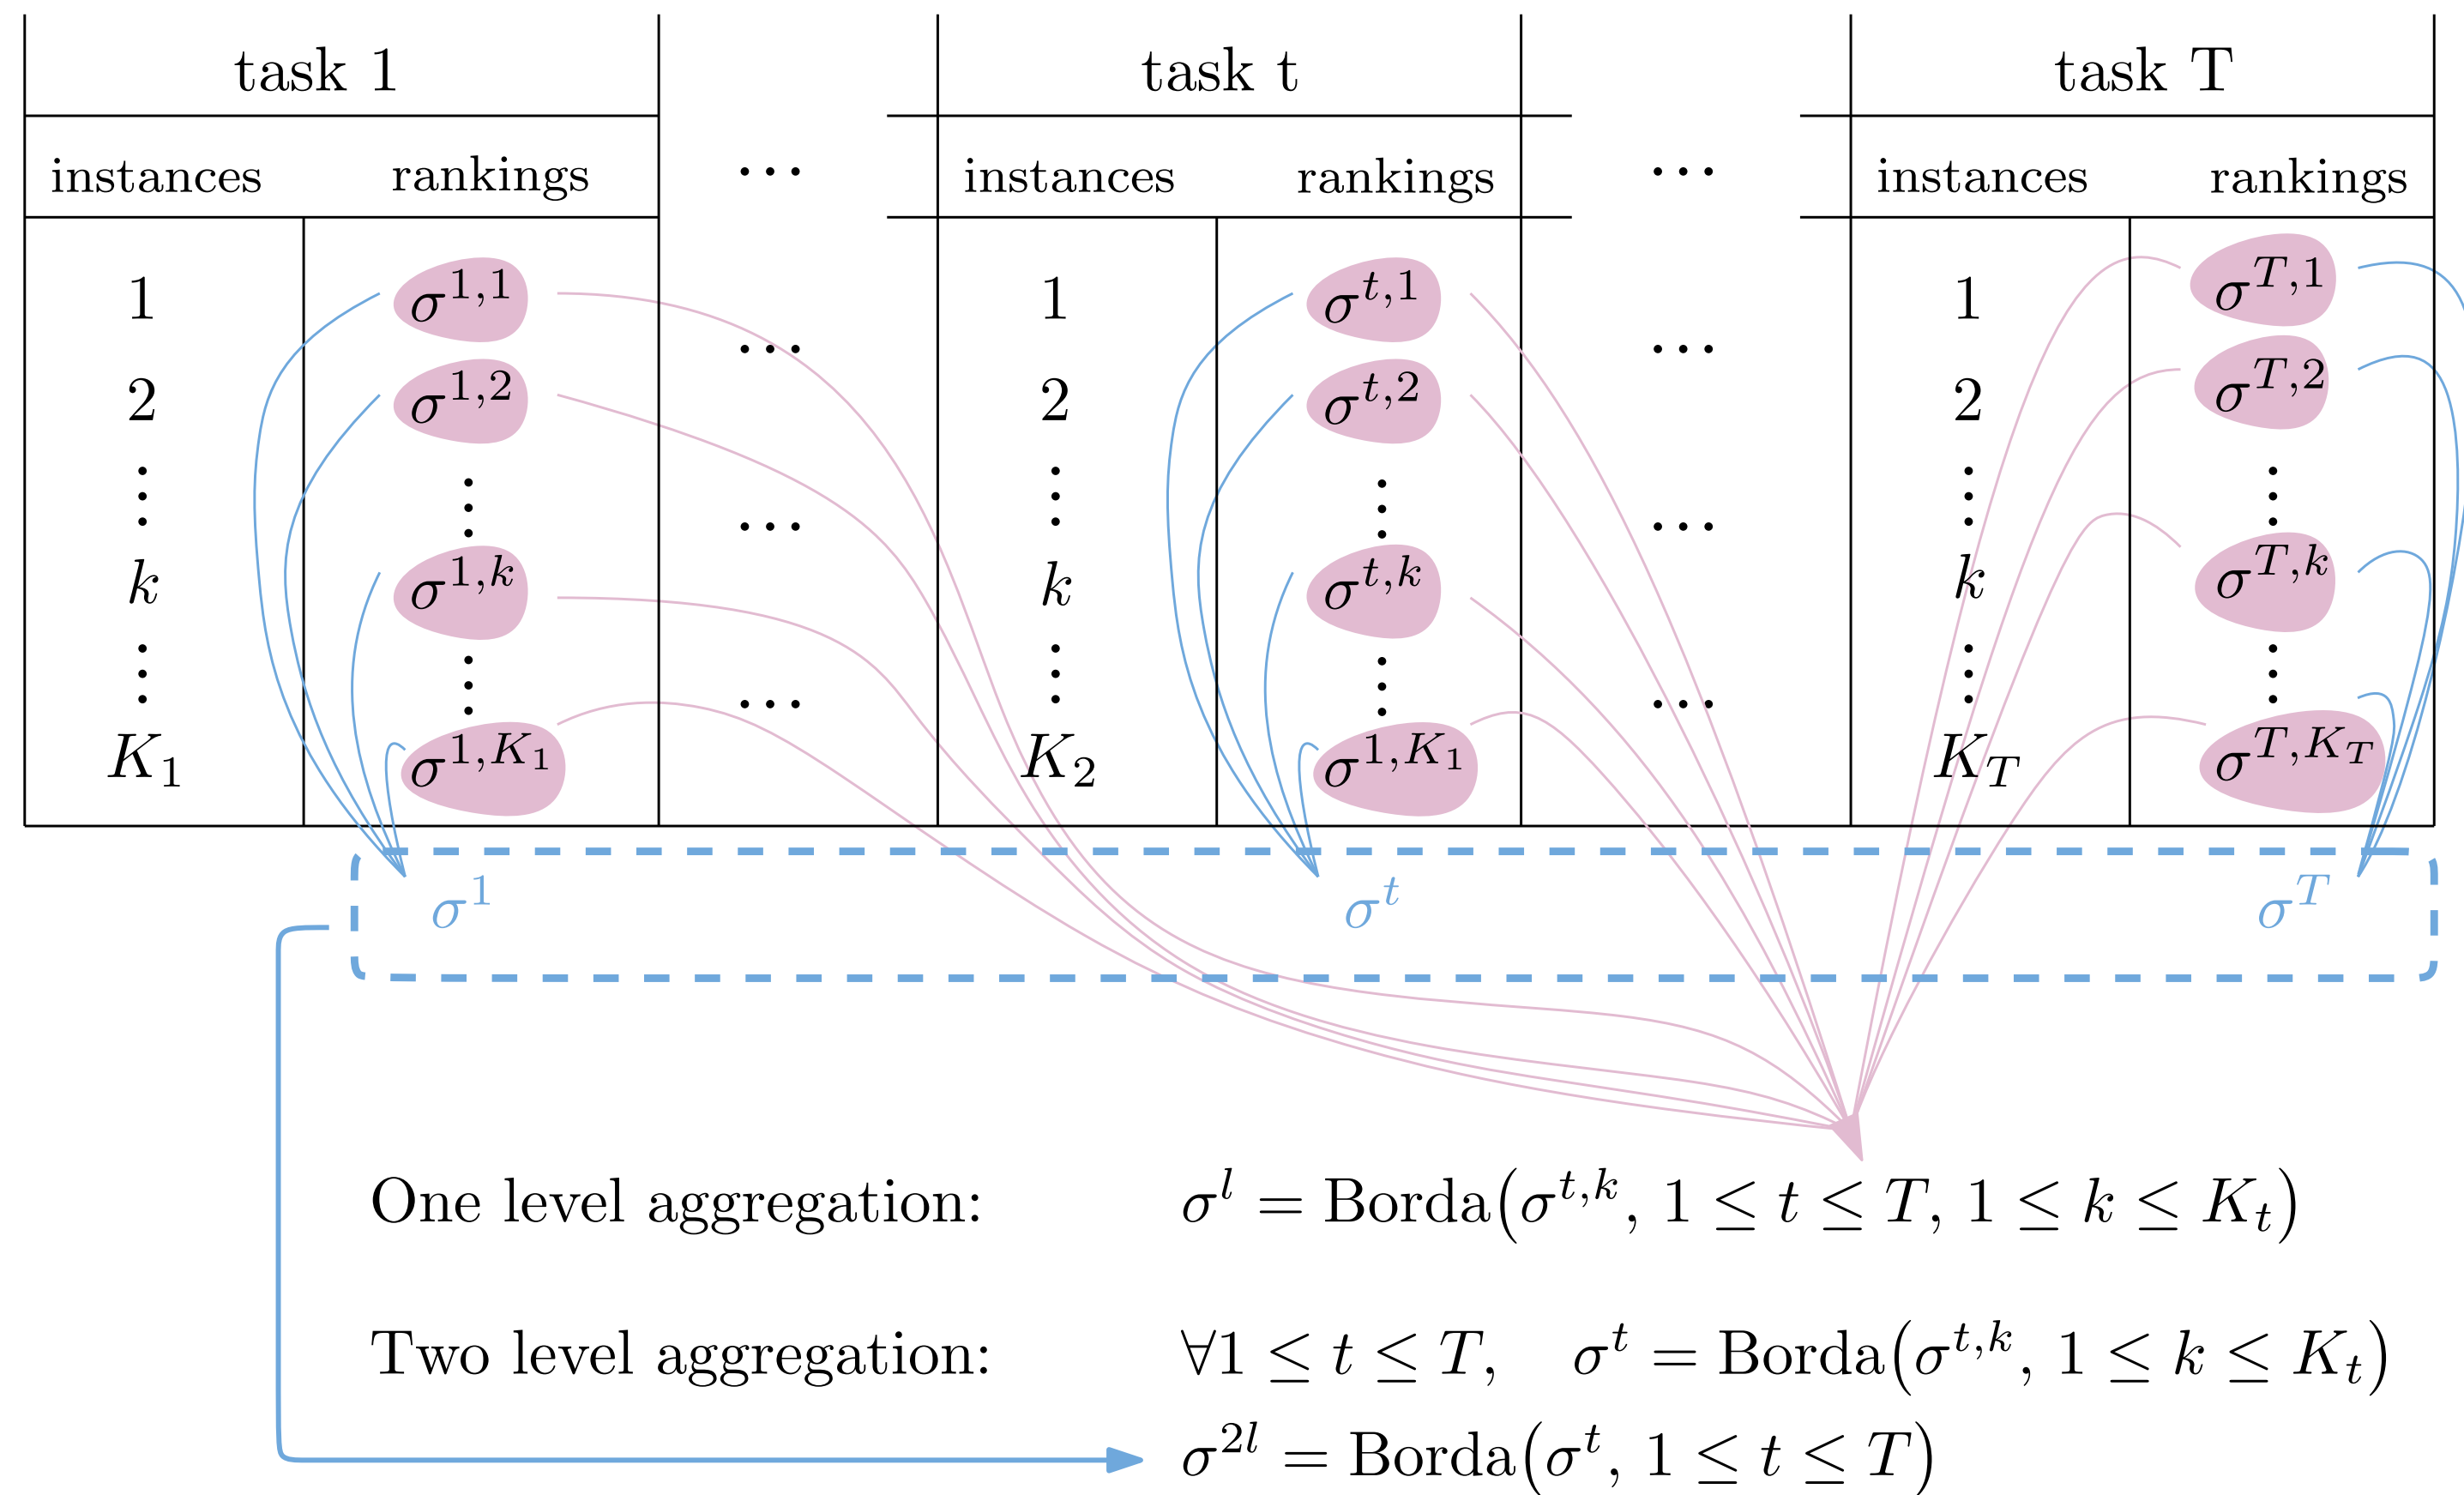 task 1 task t task T
instances rankings ⋯ instances rankings ⋯ instances rankings
1 σ^{1,1} ⋯ 1 σ^{t,1} ⋯ 1 σ^{T,1}
2 σ^{1,2} 2 σ^{t,2} 2 σ^{T,2}
⋮ ⋮ ⋯ ⋮ ⋮ ⋯ ⋮ ⋮
k σ^{1,k} k σ^{t,k} k σ^{T,k}
⋮ ⋮ ⋯ ⋮ ⋮ ⋯ ⋮ ⋮
K_1 σ^{1,K_1} K_2 σ^{1,K_1} K_T σ^{T,K_T}
σ^1 σ^t σ^T
One level aggregation: σ^l = Borda(σ^{t,k}, 1 ≤ t ≤ T, 1 ≤ k ≤ K_t)
Two level aggregation: ∀1 ≤ t ≤ T, σ^t = Borda(σ^{t,k}, 1 ≤ k ≤ K_t)
σ^{2l} = Borda(σ^t, 1 ≤ t ≤ T)